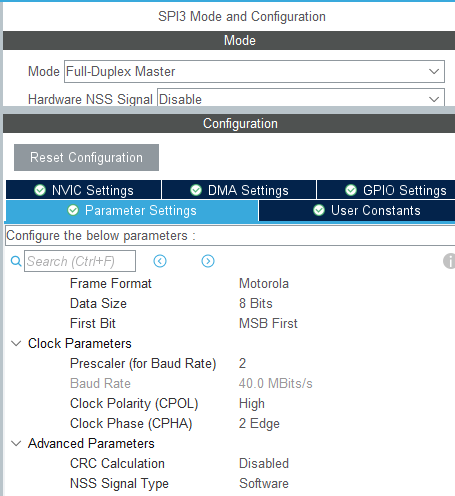 SPI3 Mode and Configuration
Mode
Mode Full-Duplex Master
Hardware NSS Signal Disable
Configuration
Reset Configuration
NVIC Settings DMA Settings GPIO Settings
Parameter Settings User Constants
Configure the below parameters :
Search (Ctrl+F)
Frame Format Motorola
Data Size 8 Bits
First Bit MSB First
Clock Parameters
Prescaler (for Baud Rate) 2
Baud Rate 40.0 MBits/s
Clock Polarity (CPOL) High
Clock Phase (CPHA) 2 Edge
Advanced Parameters
CRC Calculation Disabled
NSS Signal Type Software